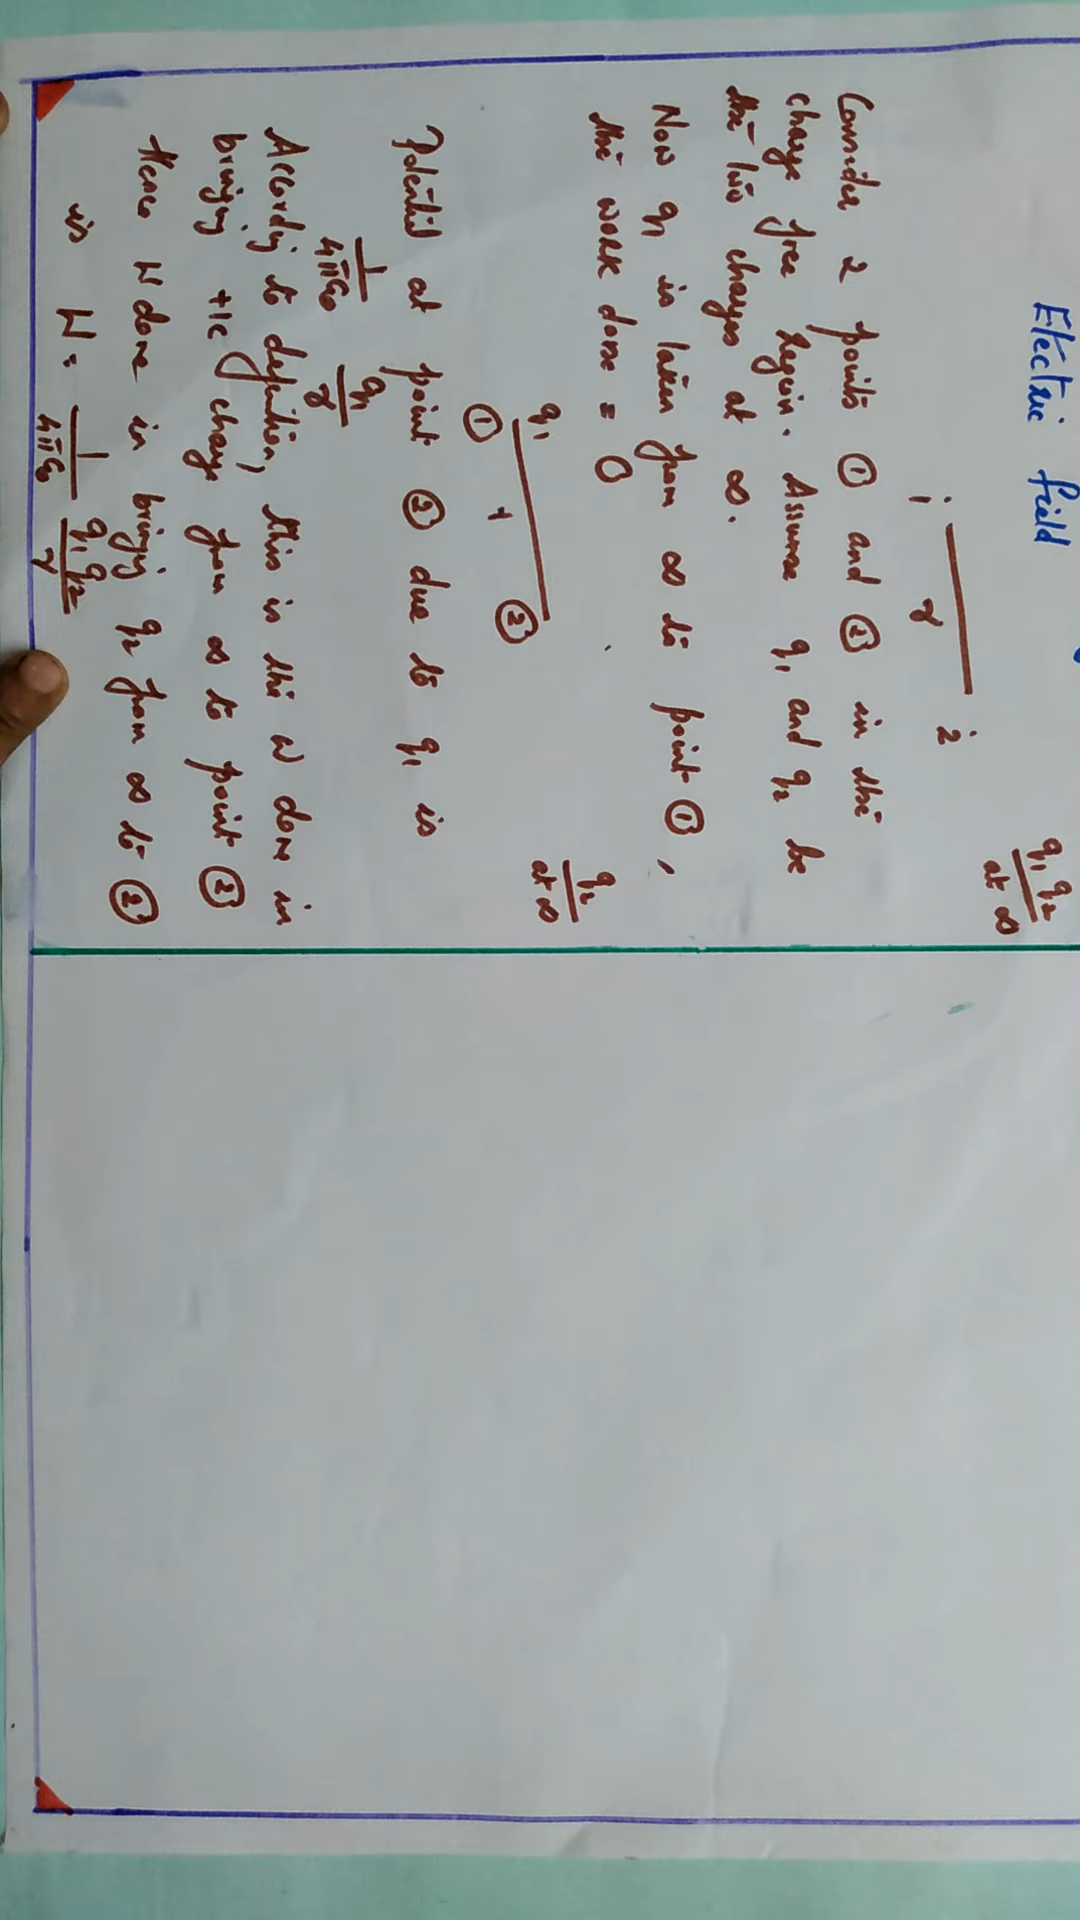 Electric field
q1 q2
at ∞
1 2
r
Consider 2 points ① and ② in the
charge free region. Assume q1 and q2 be
the two charges at ∞.
Now q1 is taken from ∞ to point ①,
the work done = 0
q1 q2
at ∞
① r ②
Potential at point ② due to q1 is
1/4πε0 q1/r
According to definition, this is the W done in
bringing +1c charge from ∞ to point ②
Hence W done in bringing q2 from ∞ to ②
is W = 1/4πε0 q1 q2/r